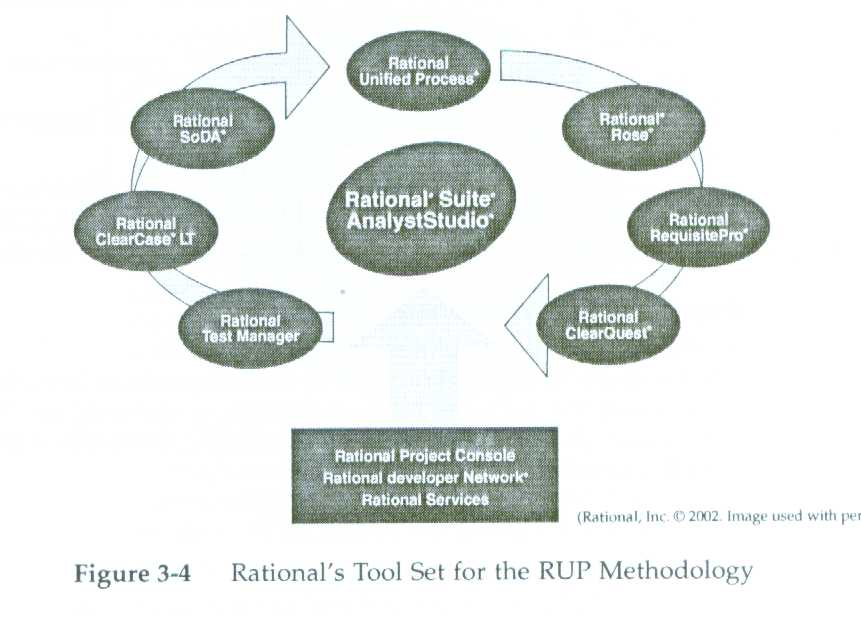 Rational
Unified Process*
Rational
SoDA*
Rational*
Rose*
Rational* Suite*
AnalystStudio*
Rational
ClearCase* LT
Rational
RequisitePro*
Rational
Test Manager
Rational
ClearQuest*
Rational Project Console
Rational developer Network*
Rational Services
(Rational, Inc. © 2002. Image used with per
Figure 3-4 Rational's Tool Set for the RUP Methodology